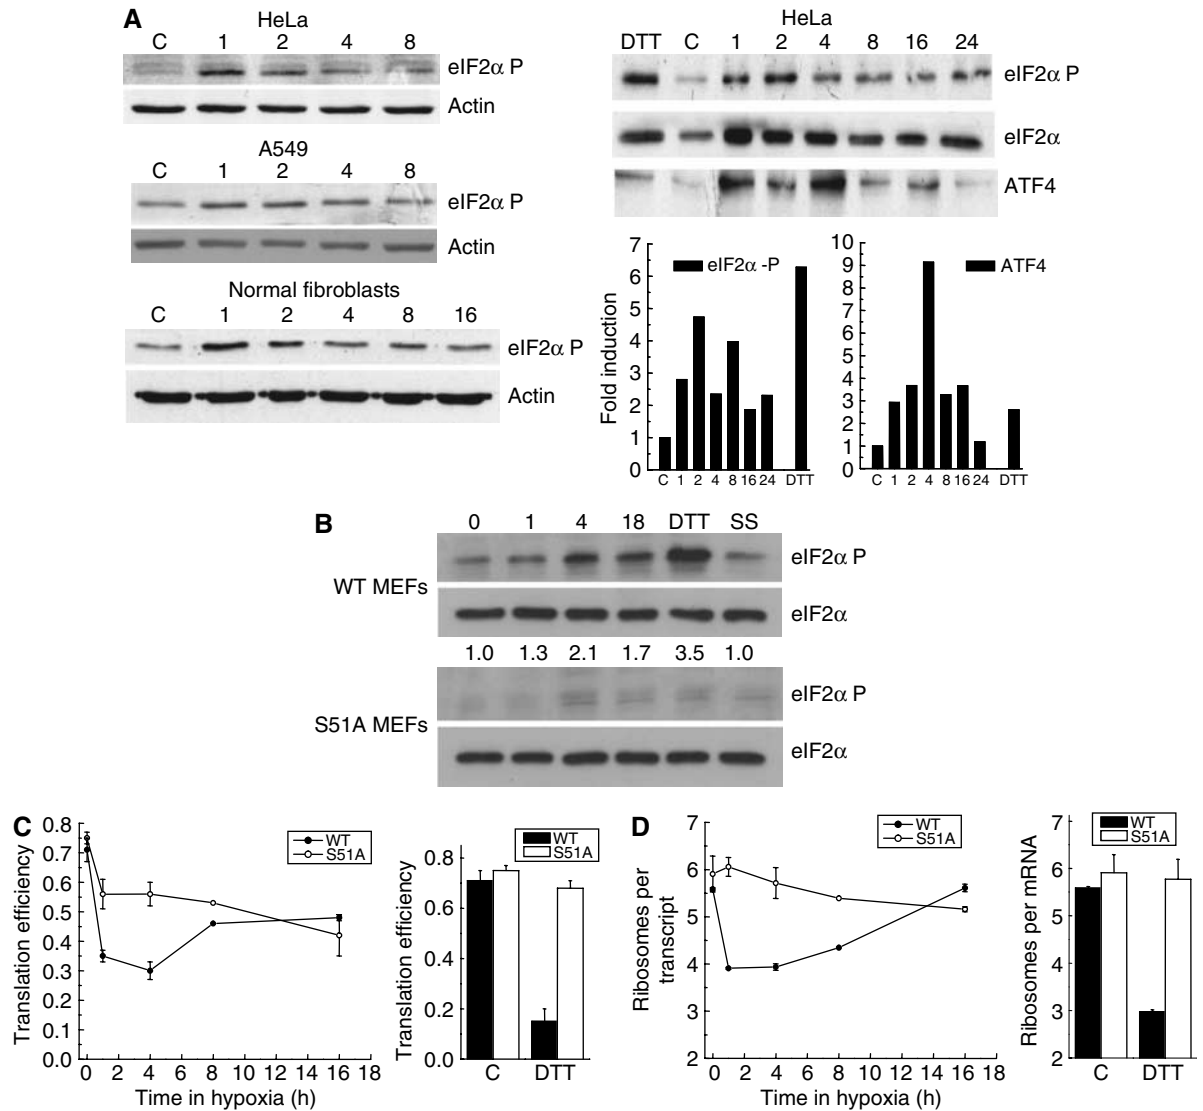 A
HeLa
C 1 2 4 8
eIF2α P
Actin
A549
C 1 2 4 8
eIF2α P
Actin
Normal fibroblasts
C 1 2 4 8 16
eIF2α P
Actin
HeLa
DTT C 1 2 4 8 16 24
eIF2α P
eIF2α
ATF4
Fold induction
7
6
5
4
3
2
1
0
eIF2α -P
C 1 2 4 8 16 24 DTT
10
9
8
7
6
5
4
3
2
1
0
ATF4
C 1 2 4 8 16 24 DTT
B
0 1 4 18 DTT SS
WT MEFs
eIF2α P
eIF2α
1.0 1.3 2.1 1.7 3.5 1.0
S51A MEFs
eIF2α P
eIF2α
C
Translation efficiency
0.8
0.7
0.6
0.5
0.4
0.3
0.2
0.1
0.0
WT
S51A
0 2 4 6 8 10 12 14 16 18
Time in hypoxia (h)
Translation efficiency
0.8
0.6
0.4
0.2
0.0
WT
S51A
C DTT
D
Ribosomes per
transcript
7
6
5
4
3
2
WT
S51A
0 2 4 6 8 10 12 14 16 18
Time in hypoxia (h)
Ribosomes per mRNA
7
6
5
4
3
2
WT
S51A
C DTT